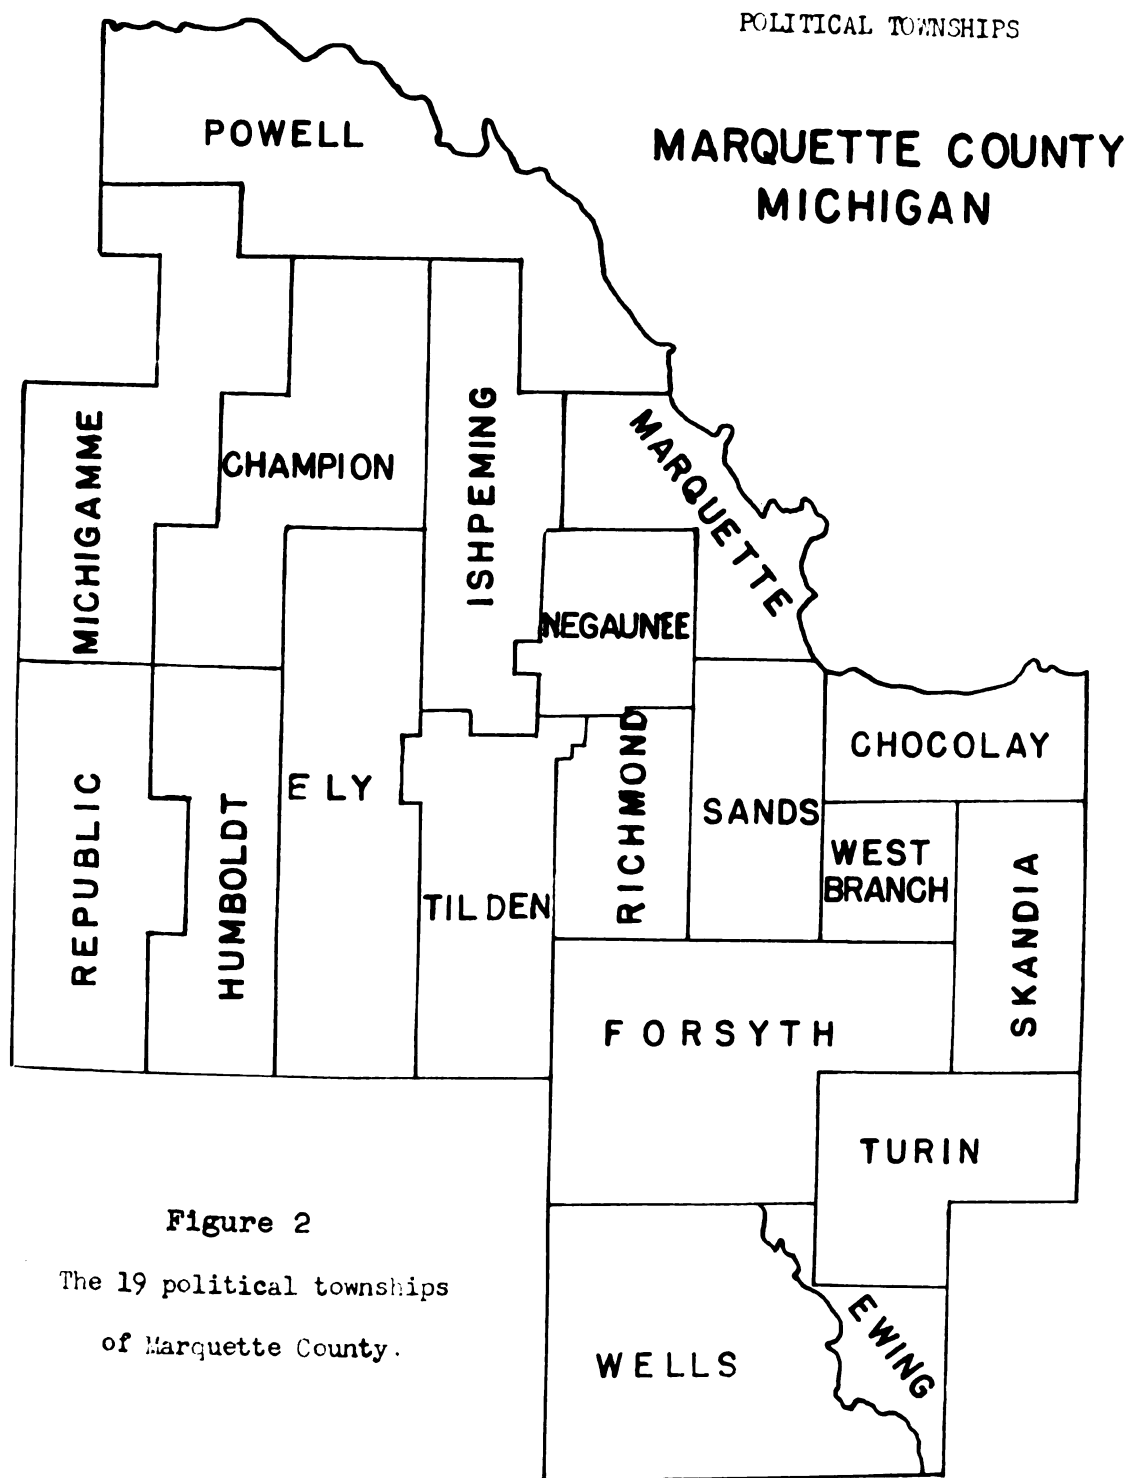 POLITICAL TOWNSHIPS
MARQUETTE COUNTY
MICHIGAN
POWELL
MICHIGAMME
CHAMPION
ISHPEMING
MARQUETTE
NEGAUNEE
REPUBLIC
HUMBOLDT
ELY
TILDEN
RICHMOND
SANDS
CHOCOLAY
WEST
BRANCH
SKANDIA
FORSYTH
TURIN
WELLS
EWING
Figure 2
The 19 political townships
of Marquette County.